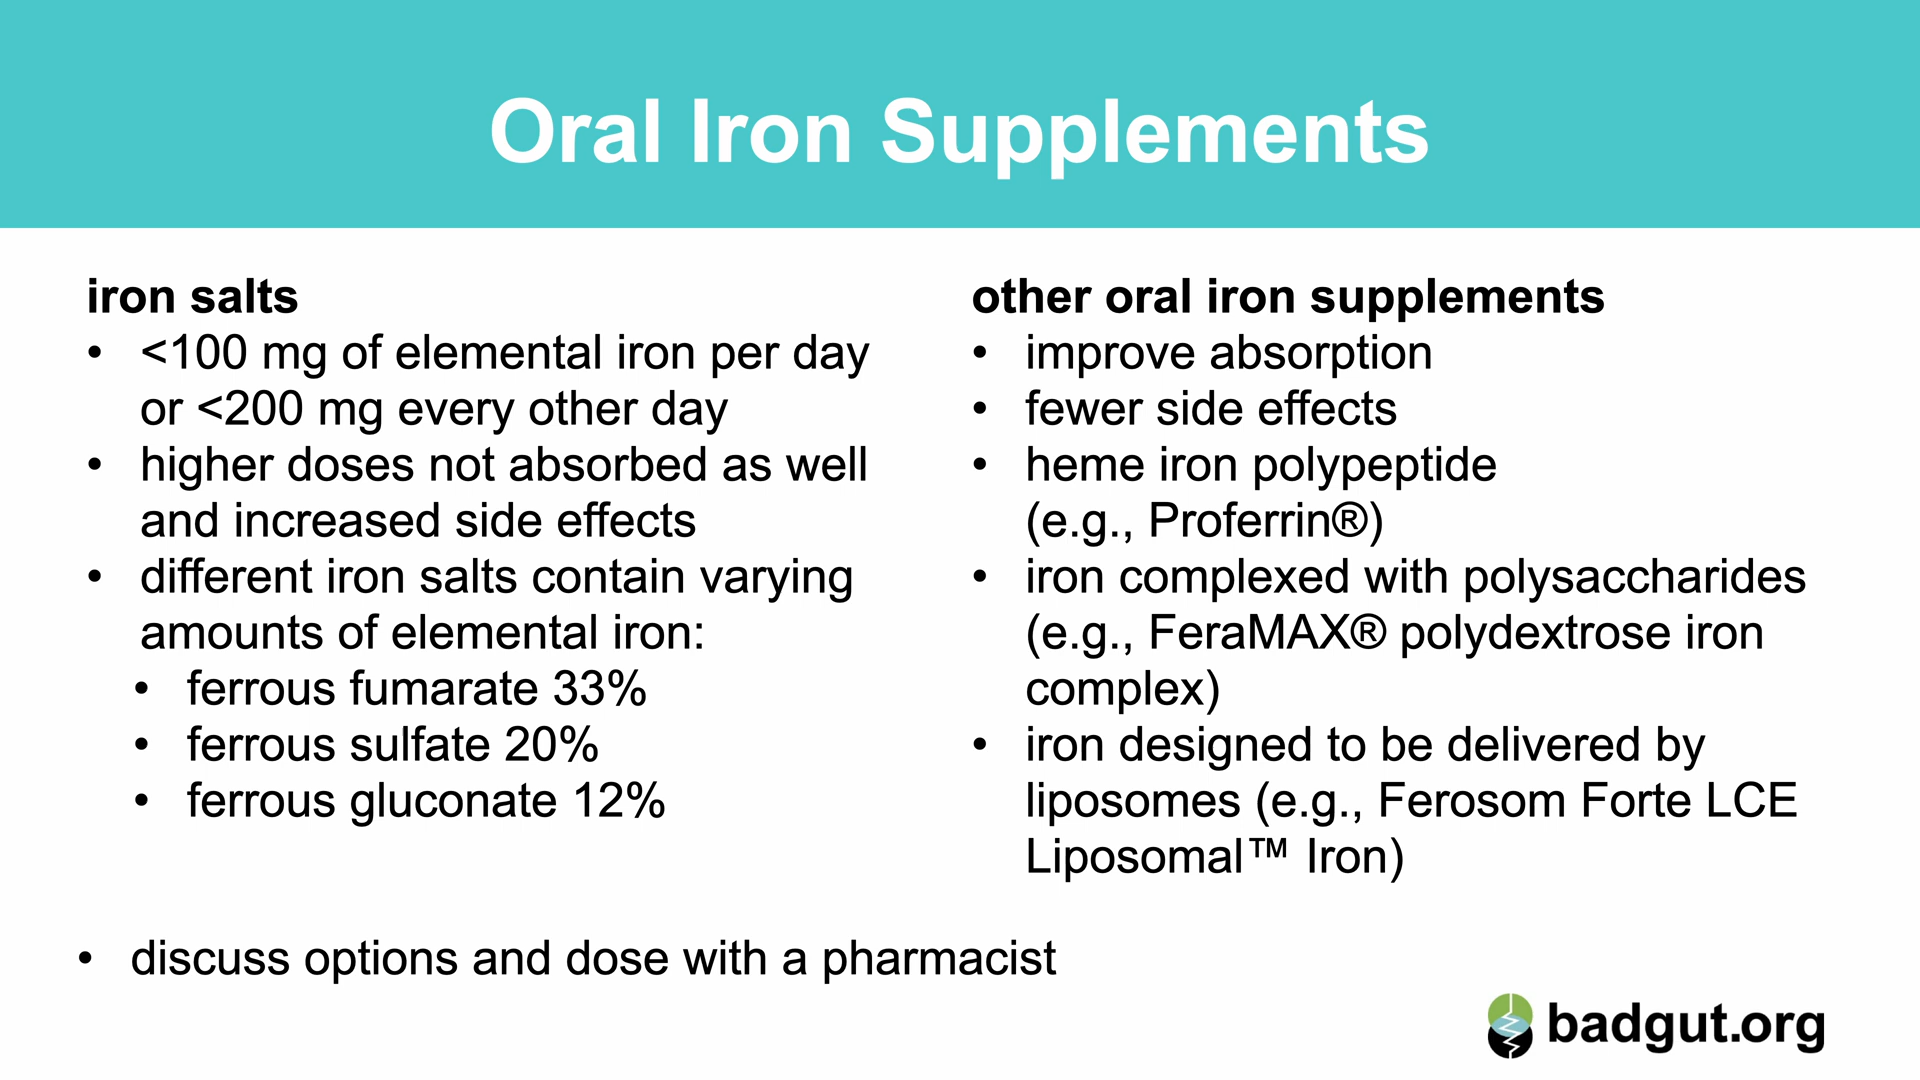 Oral Iron Supplements
iron salts
• <100 mg of elemental iron per day
or <200 mg every other day
• higher doses not absorbed as well
and increased side effects
• different iron salts contain varying
amounts of elemental iron:
• ferrous fumarate 33%
• ferrous sulfate 20%
• ferrous gluconate 12%
other oral iron supplements
• improve absorption
• fewer side effects
• heme iron polypeptide
(e.g., Proferrin®)
• iron complexed with polysaccharides
(e.g., FeraMAX® polydextrose iron
complex)
• iron designed to be delivered by
liposomes (e.g., Ferosom Forte LCE
Liposomal™ Iron)
• discuss options and dose with a pharmacist
badgut.org